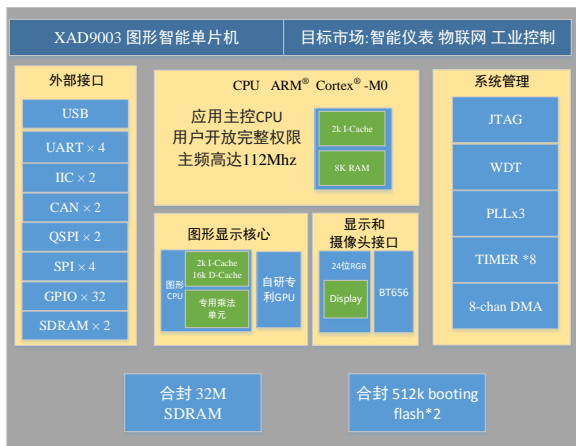 XAD9003 图形智能单片机
目标市场:智能仪表 物联网 工业控制
外部接口
USB
UART × 4
IIC × 2
CAN × 2
QSPI × 2
SPI × 4
GPIO × 32
SDRAM × 2
CPU ARM® Cortex® -M0
应用主控CPU
用户开放完整权限
主频高达112Mhz
2k I-Cache
8K RAM
图形显示核心
图形
CPU
2k I-Cache
16k D-Cache
专用乘法
单元
自研专
利GPU
显示和
摄像头接口
24位RGB
Display
BT656
系统管理
JTAG
WDT
PLLx3
TIMER *8
8-chan DMA
合封 32M
SDRAM
合封 512k booting
flash*2